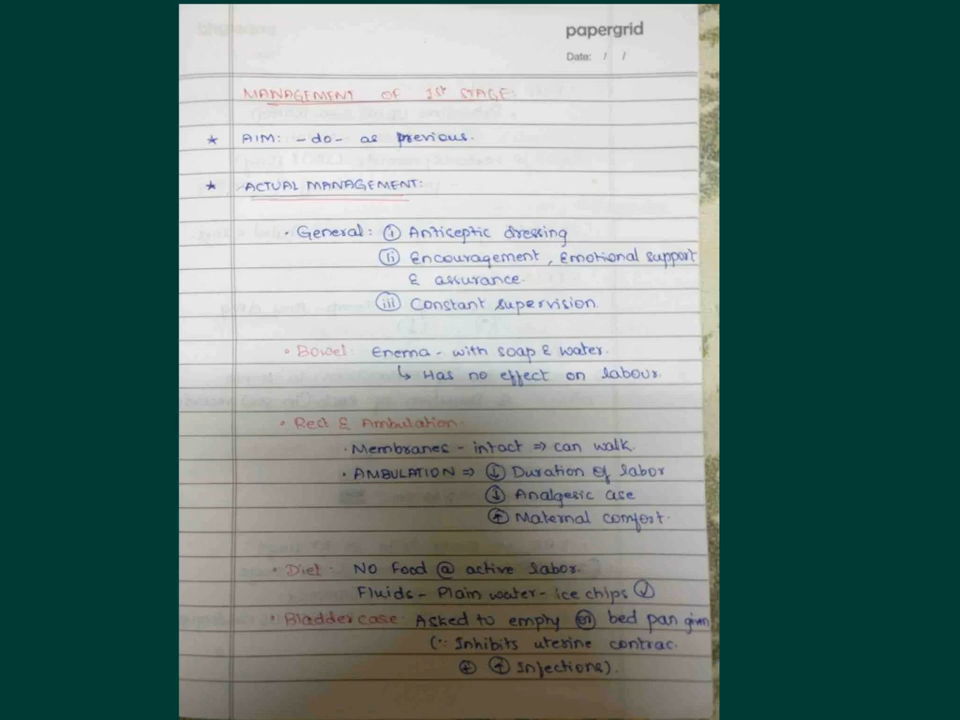 papergrid
Date: / /
MANAGEMENT OF 1st STAGE:
* AIM: -do- as previous.
* ACTUAL MANAGEMENT:
• General: (i) Antiseptic dressing
(ii) Encouragement, Emotional support
& assurance.
(iii) Constant supervision.
• Bowel: Enema - with soap & water.
↳ Has no effect on labour.
• Rest & Ambulation.
• Membranes - intact ⇒ can walk.
• AMBULATION ⇒ ↓ Duration of labor
↓ Analgesic use
↑ Maternal comfort.
• Diet: NO food @ active labor.
Fluids - Plain water - ice chips ✓
• Bladder care: Asked to empty or bed pan given
(∵ Inhibits uterine contrac.
+ ↑ Injections).